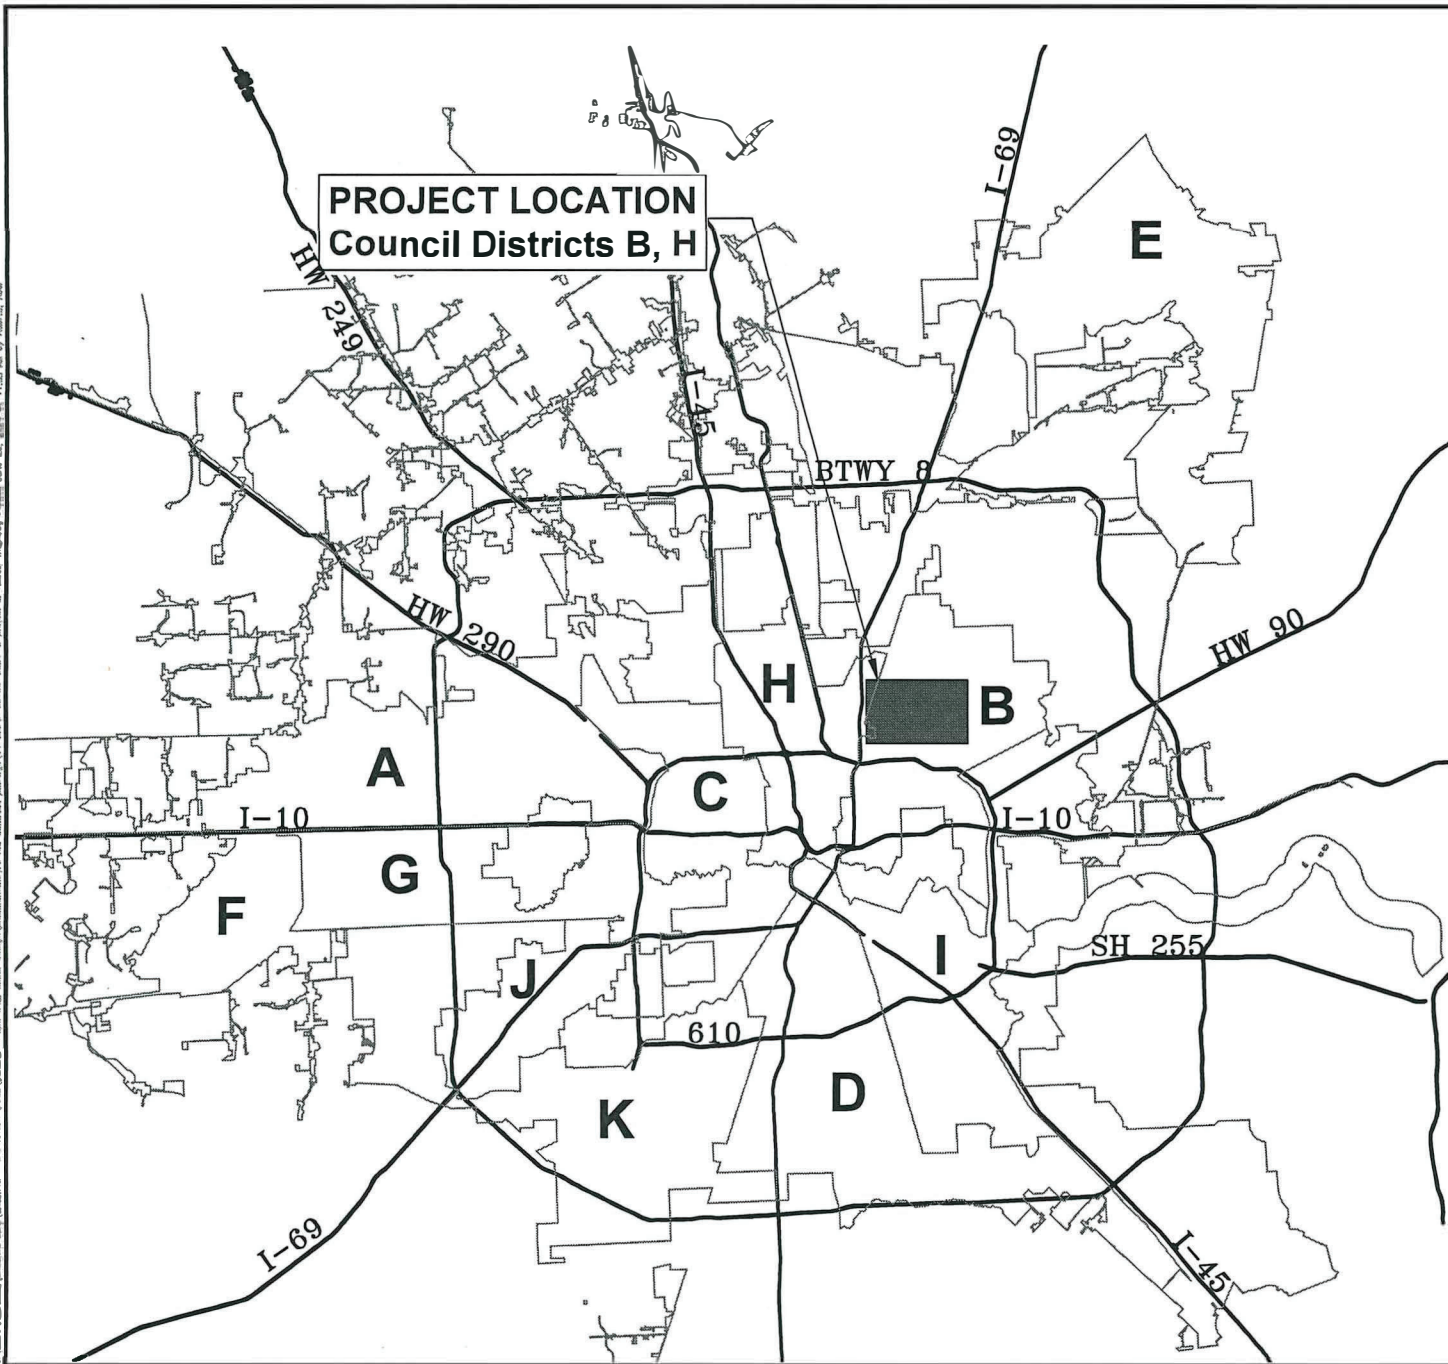 I-69
E
PROJECT LOCATION
Council Districts B, H
HW 249
I-45
BTWY 8
HW 290
HW 90
H
B
A
C
I-10
I-10
G
F
J
I
SH 255
610
K
D
I-69
I-45